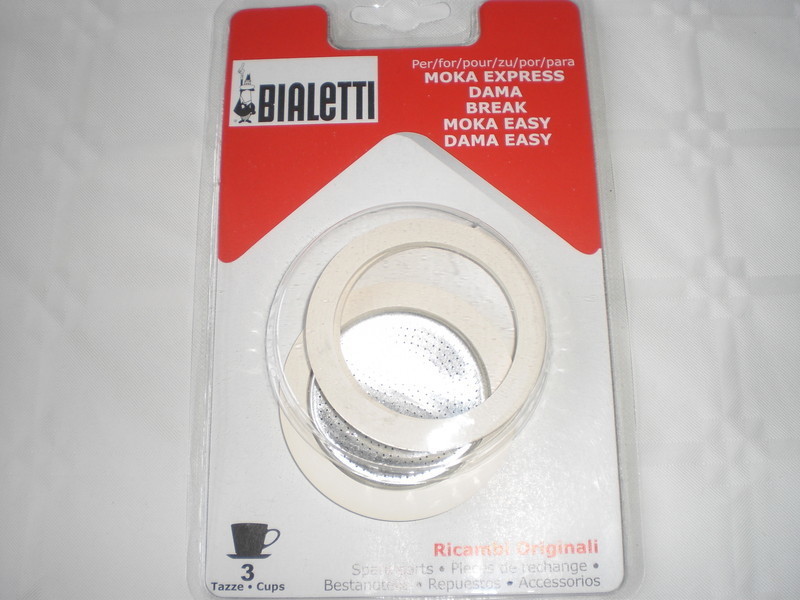 BIALETTI
Per/for/pour/zu/por/para
MOKA EXPRESS
DAMA
BREAK
MOKA EASY
DAMA EASY
3
Tazze • Cups
Ricambi Originali
Spare parts • Pièces de rechange •
Bestandteile • Repuestos • Accessorios